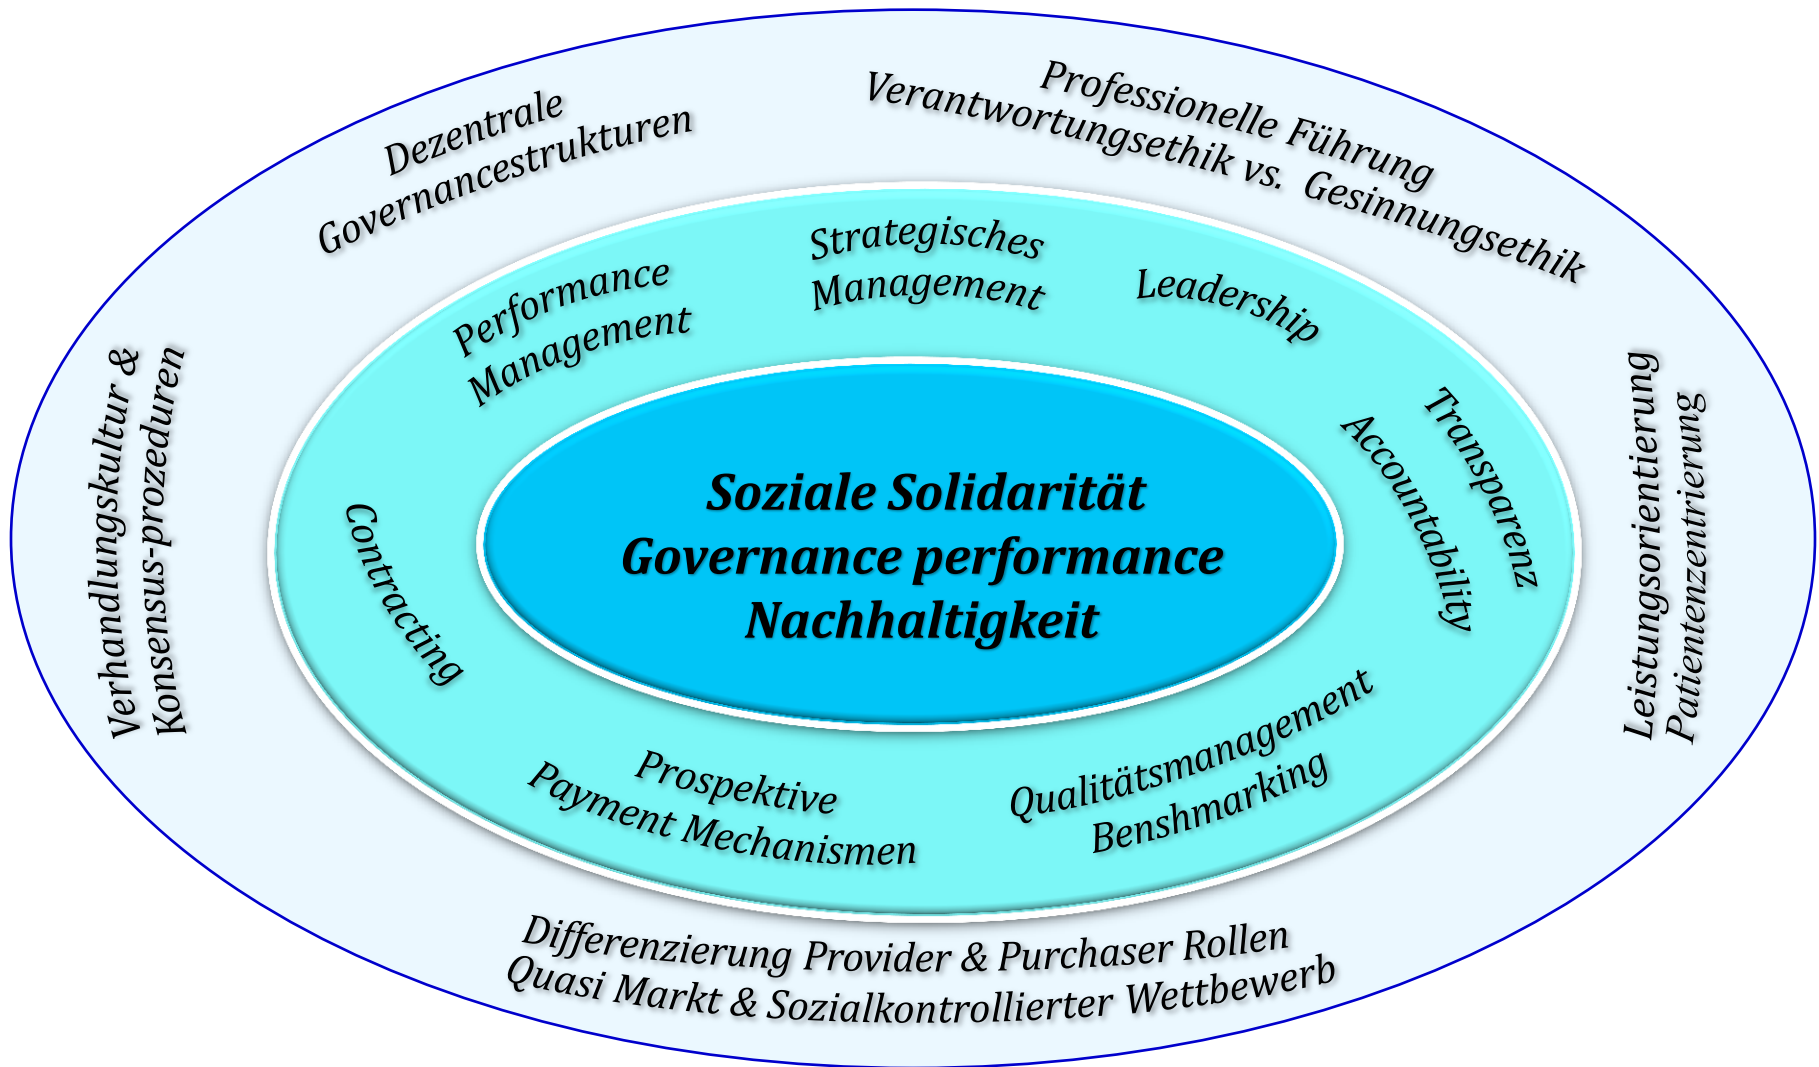 Dezentrale
Governancestrukturen
Professionelle Führung
Verantwortungsethik vs. Gesinnungsethik
Performance
Management
Strategisches
Management
Leadership
Verhandlungskultur &
Konsensus-prozeduren
Contracting
Soziale Solidarität
Governance performance
Nachhaltigkeit
Transparenz
Accountability
Leistungsorientierung
Patientenzentrierung
Prospektive
Payment Mechanismen
Qualitätsmanagement
Benshmarking
Differenzierung Provider & Purchaser Rollen
Quasi Markt & Sozialkontrollierter Wettbewerb